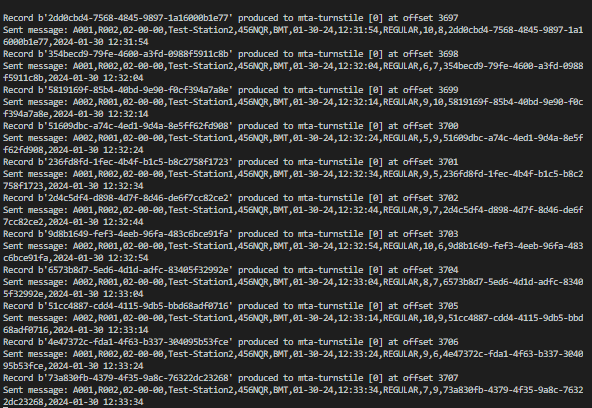 Record b'2dd0cbd4-7568-4845-9897-1a16000b1e77' produced to mta-turnstile [0] at offset 3697
Sent message: A001,R002,02-00-00,Test-Station2,456NQR,BMT,01-30-24,12:31:54,REGULAR,10,8,2dd0cbd4-7568-4845-9897-1a1
6000b1e77,2024-01-30 12:31:54
Record b'354becd9-79fe-4600-a3fd-0988f5911c8b' produced to mta-turnstile [0] at offset 3698
Sent message: A001,R002,02-00-00,Test-Station2,456NQR,BMT,01-30-24,12:32:04,REGULAR,6,7,354becd9-79fe-4600-a3fd-0988
f5911c8b,2024-01-30 12:32:04
Record b'5819169f-85b4-40bd-9e90-f0cf394a7a8e' produced to mta-turnstile [0] at offset 3699
Sent message: A002,R001,02-00-00,Test-Station1,456NQR,BMT,01-30-24,12:32:14,REGULAR,9,10,5819169f-85b4-40bd-9e90-f0c
f394a7a8e,2024-01-30 12:32:14
Record b'51609dbc-a74c-4ed1-9d4a-8e5ff62fd908' produced to mta-turnstile [0] at offset 3700
Sent message: A002,R001,02-00-00,Test-Station1,456NQR,BMT,01-30-24,12:32:24,REGULAR,5,9,51609dbc-a74c-4ed1-9d4a-8e5f
f62fd908,2024-01-30 12:32:24
Record b'236fd8fd-1fec-4b4f-b1c5-b8c2758f1723' produced to mta-turnstile [0] at offset 3701
Sent message: A002,R001,02-00-00,Test-Station1,456NQR,BMT,01-30-24,12:32:34,REGULAR,9,5,236fd8fd-1fec-4b4f-b1c5-b8c2
758f1723,2024-01-30 12:32:34
Record b'2d4c5df4-d898-4d7f-8d46-de6f7cc82ce2' produced to mta-turnstile [0] at offset 3702
Sent message: A001,R002,02-00-00,Test-Station2,456NQR,BMT,01-30-24,12:32:44,REGULAR,9,7,2d4c5df4-d898-4d7f-8d46-de6f
7cc82ce2,2024-01-30 12:32:44
Record b'9d8b1649-fef3-4eeb-96fa-483c6bce91fa' produced to mta-turnstile [0] at offset 3703
Sent message: A002,R001,02-00-00,Test-Station1,456NQR,BMT,01-30-24,12:32:54,REGULAR,10,6,9d8b1649-fef3-4eeb-96fa-483
c6bce91fa,2024-01-30 12:32:54
Record b'6573b8d7-5ed6-4d1d-adfc-83405f32992e' produced to mta-turnstile [0] at offset 3704
Sent message: A002,R001,02-00-00,Test-Station1,456NQR,BMT,01-30-24,12:33:04,REGULAR,8,7,6573b8d7-5ed6-4d1d-adfc-8340
5f32992e,2024-01-30 12:33:04
Record b'51cc4887-cdd4-4115-9db5-bbd68adf0716' produced to mta-turnstile [0] at offset 3705
Sent message: A002,R001,02-00-00,Test-Station1,456NQR,BMT,01-30-24,12:33:14,REGULAR,10,9,51cc4887-cdd4-4115-9db5-bbd
68adf0716,2024-01-30 12:33:14
Record b'4e47372c-fda1-4f63-b337-304095b53fce' produced to mta-turnstile [0] at offset 3706
Sent message: A001,R002,02-00-00,Test-Station2,456NQR,BMT,01-30-24,12:33:24,REGULAR,9,6,4e47372c-fda1-4f63-b337-3040
95b53fce,2024-01-30 12:33:24
Record b'73a830fb-4379-4f35-9a8c-76322dc23268' produced to mta-turnstile [0] at offset 3707
Sent message: A001,R002,02-00-00,Test-Station2,456NQR,BMT,01-30-24,12:33:34,REGULAR,7,9,73a830fb-4379-4f35-9a8c-7632
2dc23268,2024-01-30 12:33:34